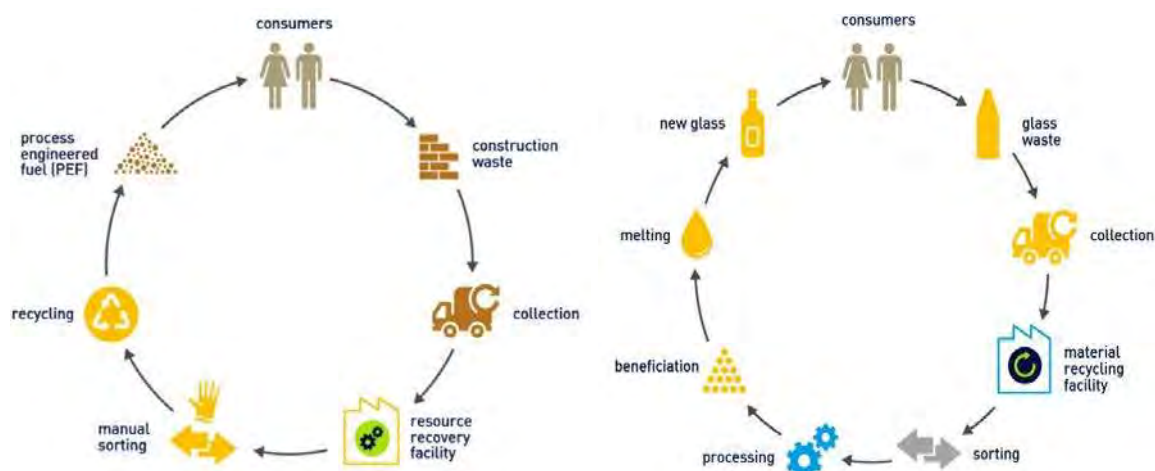 consumers
construction
waste
collection
resource
recovery
facility
manual
sorting
recycling
process
engineered
fuel (PEF)
consumers
glass
waste
collection
material
recycling
facility
sorting
processing
beneficiation
melting
new glass